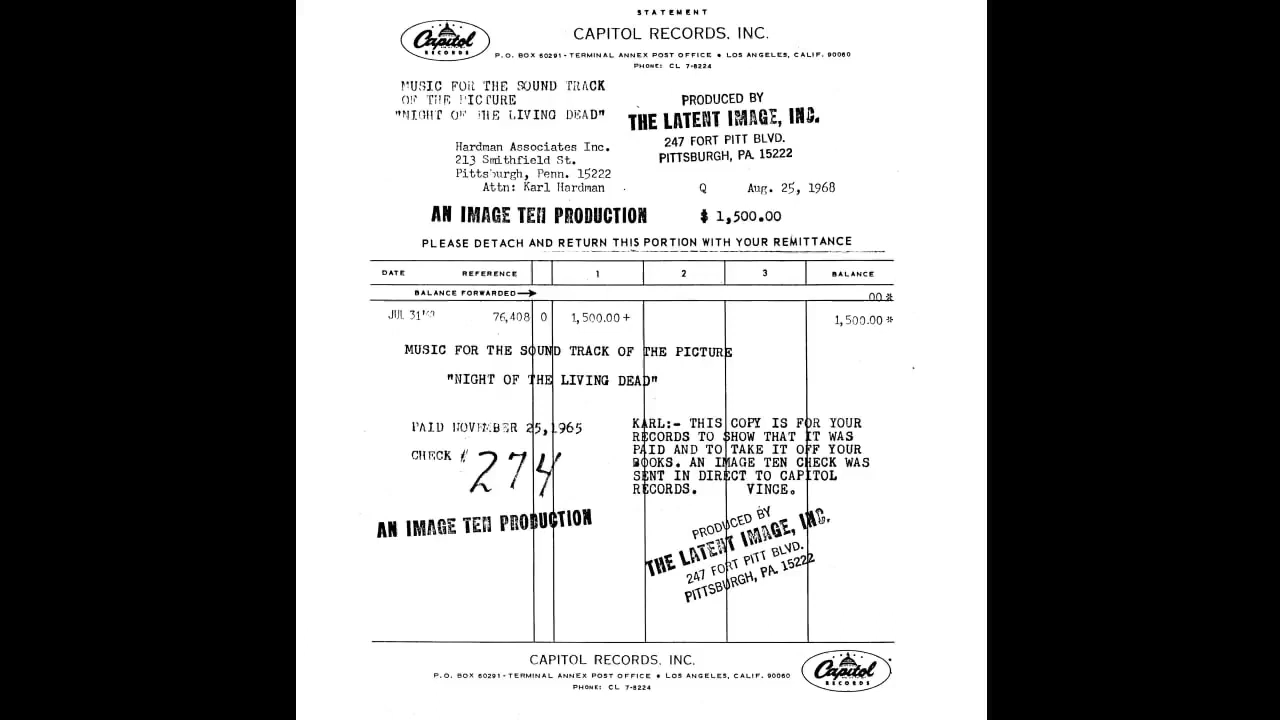 STATEMENT
Capitol
RECORDS
CAPITOL RECORDS, INC.
P.O. BOX 60291 - TERMINAL ANNEX POST OFFICE • LOS ANGELES, CALIF. 90060
PHONE: CL 7-8224
MUSIC FOR THE SOUND TRACK
OF THE PICTURE
"NIGHT OF THE LIVING DEAD"
PRODUCED BY
THE LATENT IMAGE, INC.
247 FORT PITT BLVD.
PITTSBURGH, PA. 15222
Hardman Associates Inc.
213 Smithfield St.
Pittsburgh, Penn. 15222
Attn: Karl Hardman
Q Aug. 25, 1968
AN IMAGE TEN PRODUCTION
$ 1,500.00
PLEASE DETACH AND RETURN THIS PORTION WITH YOUR REMITTANCE
DATE REFERENCE 1 2 3 BALANCE
BALANCE FORWARDED
.00 *
JUL 31 76,408 0 1,500.00 + 1,500.00 *
MUSIC FOR THE SOUND TRACK OF THE PICTURE
"NIGHT OF THE LIVING DEAD"
PAID NOVEMBER 25, 1965
CHECK # 274
KARL:- THIS COPY IS FOR YOUR
RECORDS TO SHOW THAT IT WAS
PAID AND TO TAKE IT OFF YOUR
BOOKS. AN IMAGE TEN CHECK WAS
SENT IN DIRECT TO CAPITOL
RECORDS. VINCE.
AN IMAGE TEN PRODUCTION
PRODUCED BY
THE LATENT IMAGE, INC.
247 FORT PITT BLVD.
PITTSBURGH, PA. 15222
CAPITOL RECORDS, INC.
P.O. BOX 60291 - TERMINAL ANNEX POST OFFICE • LOS ANGELES, CALIF. 90060
PHONE: CL 7-8224
Capitol
RECORDS